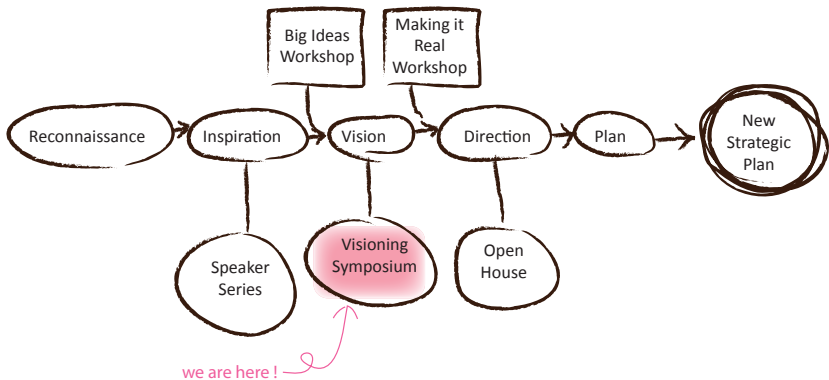 Big Ideas
Workshop
Making it
Real
Workshop
Reconnaissance
Inspiration
Vision
Direction
Plan
New
Strategic
Plan
Speaker
Series
Visioning
Symposium
Open
House
we are here !